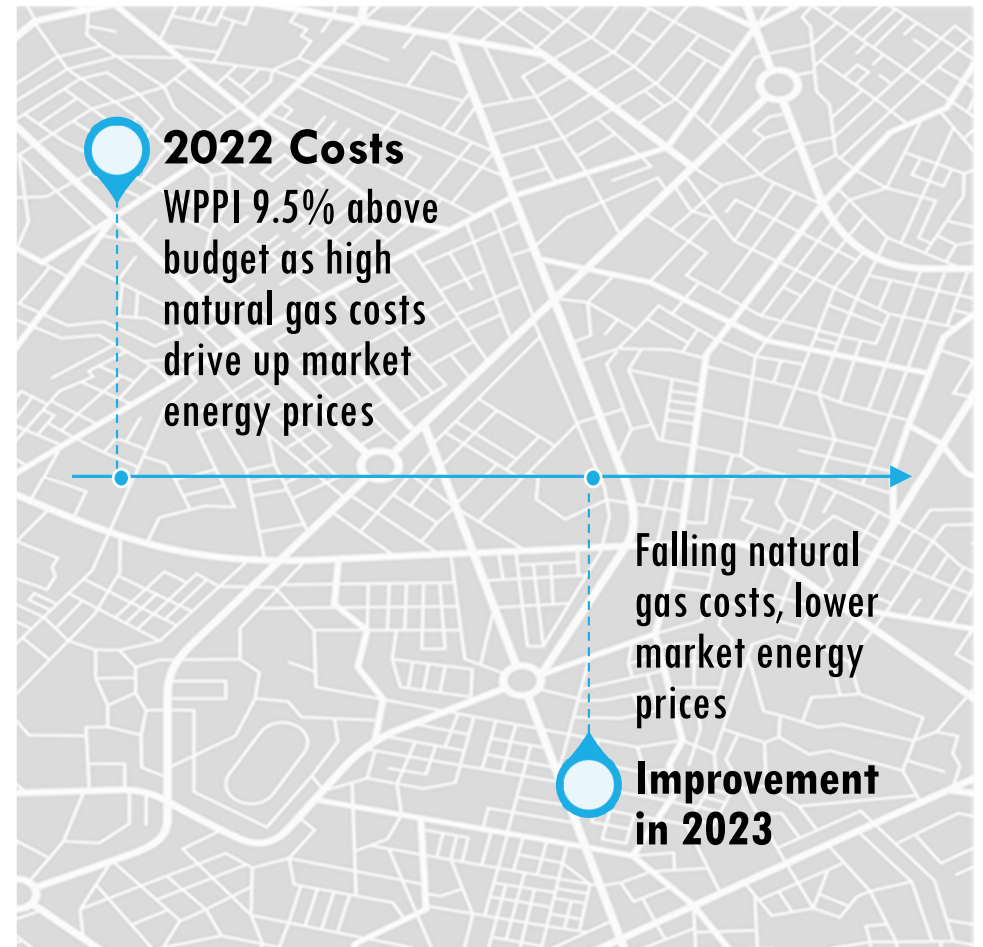 2022 Costs
WPPI 9.5% above
budget as high
natural gas costs
drive up market
energy prices
Falling natural
gas costs, lower
market energy
prices
Improvement
in 2023